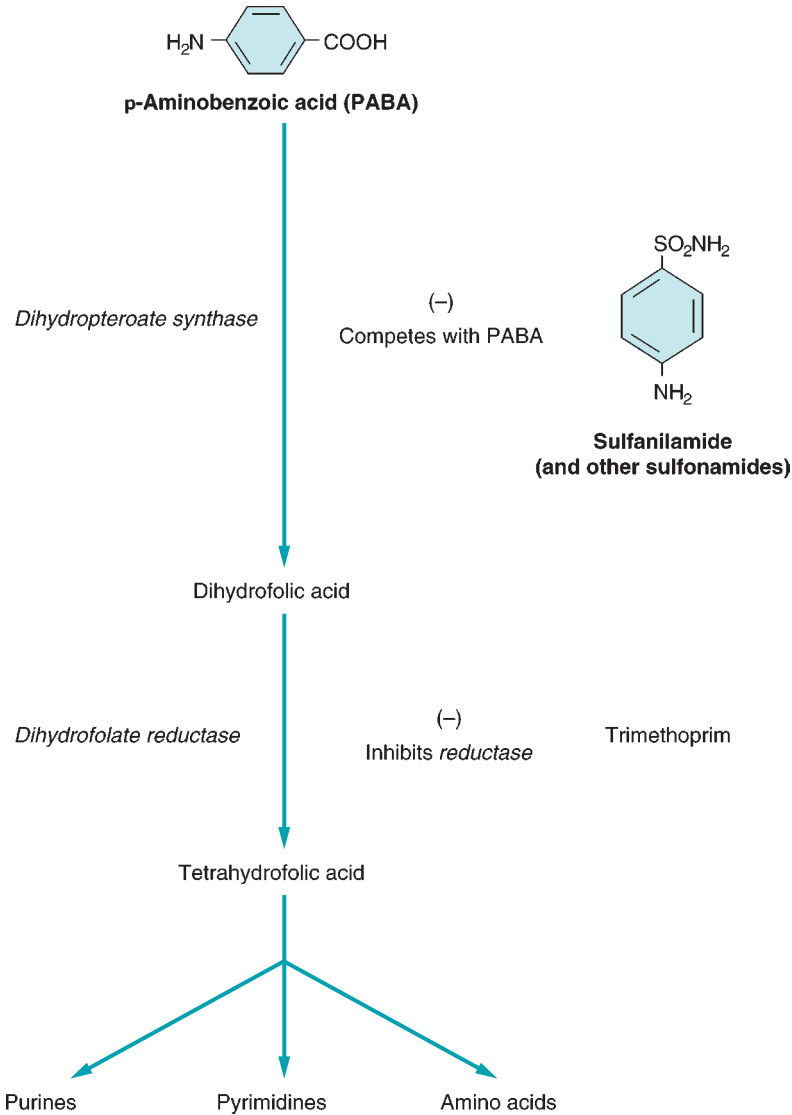 H₂N
COOH
p-Aminobenzoic acid (PABA)
SO₂NH₂
Dihydropteroate synthase
(–)
Competes with PABA
NH₂
Sulfanilamide
(and other sulfonamides)
Dihydrofolic acid
Dihydrofolate reductase
(–)
Inhibits reductase
Trimethoprim
Tetrahydrofolic acid
Purines
Pyrimidines
Amino acids